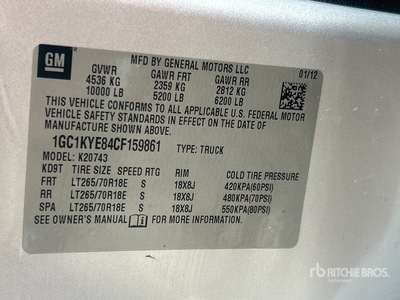 GM
MFD BY GENERAL MOTORS LLC
GVWR GAWR FRT GAWR RR 01/12
4536 KG 2359 KG 2812 KG
10000 LB 5200 LB 6200 LB
THIS VEHICLE CONFORMS TO ALL APPLICABLE U.S. FEDERAL MOTOR
VEHICLE SAFETY STANDARDS IN EFFECT ON THE DATE OF
MANUFACTURE SHOWN ABOVE.
1GC1KYE84CF159861 TYPE: TRUCK
MODEL: K20743
KD9T TIRE SIZE SPEED RTG RIM COLD TIRE PRESSURE
FRT LT265/70R18E S 18X8J 420KPA(60PSI)
RR LT265/70R18E S 18X8J 480KPA(70PSI)
SPA LT265/70R18E S 18X8J 550KPA(80PSI)
SEE OWNER'S MANUAL FOR MORE INFORMATION.
rb RITCHIE BROS.